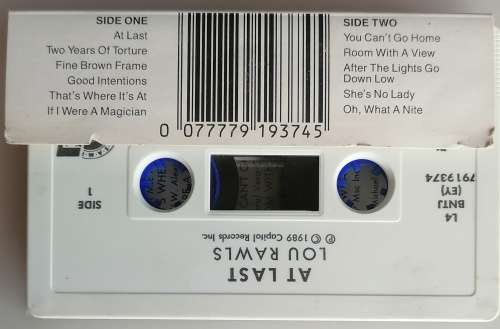 SIDE ONE
At Last
Two Years Of Torture
Fine Brown Frame
Good Intentions
That's Where It's At
If I Were A Magician
SIDE TWO
You Can't Go Home
Room With A View
After The Lights Go
Down Low
She's No Lady
Oh, What A Nite
0 077779 193745
AT LAST
LOU RAWLS
℗ © 1989 Capitol Records Inc.
SIDE
1
L4
BNTJ
(EY)
7919374
CAN'T